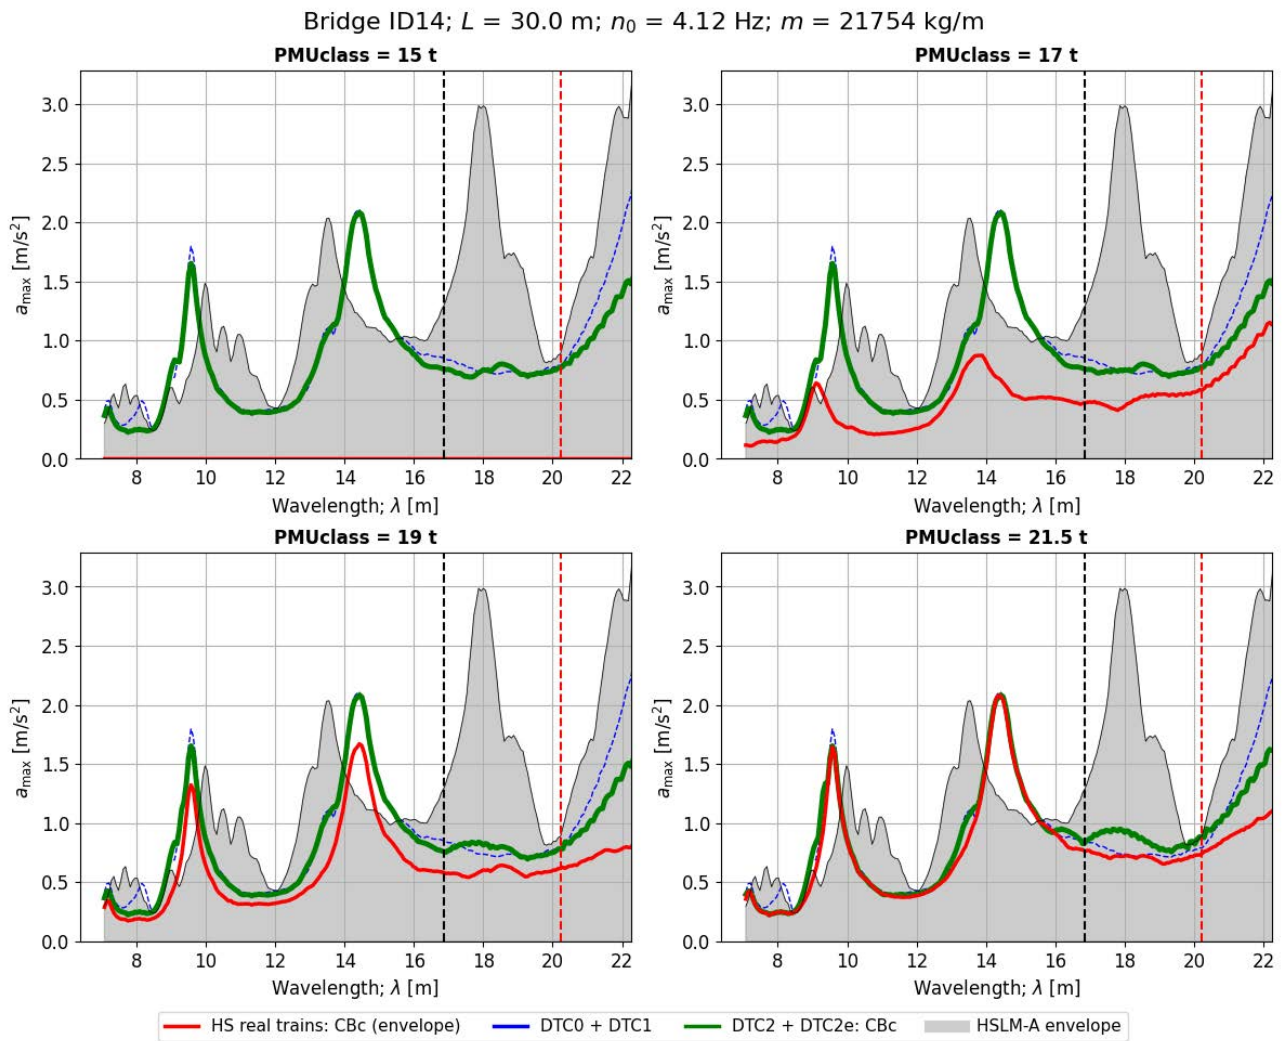 Bridge ID14; L = 30.0 m; n₀ = 4.12 Hz; m = 21754 kg/m
PMUclass = 15 t
3.0
2.5
2.0
1.5
1.0
0.5
0.0
a_max [m/s²]
8 10 12 14 16 18 20 22
Wavelength; λ [m]
PMUclass = 17 t
3.0
2.5
2.0
1.5
1.0
0.5
0.0
a_max [m/s²]
8 10 12 14 16 18 20 22
Wavelength; λ [m]
PMUclass = 19 t
3.0
2.5
2.0
1.5
1.0
0.5
0.0
a_max [m/s²]
8 10 12 14 16 18 20 22
Wavelength; λ [m]
PMUclass = 21.5 t
3.0
2.5
2.0
1.5
1.0
0.5
0.0
a_max [m/s²]
8 10 12 14 16 18 20 22
Wavelength; λ [m]
HS real trains: CBc (envelope) DTC0 + DTC1 DTC2 + DTC2e: CBc HSLM-A envelope